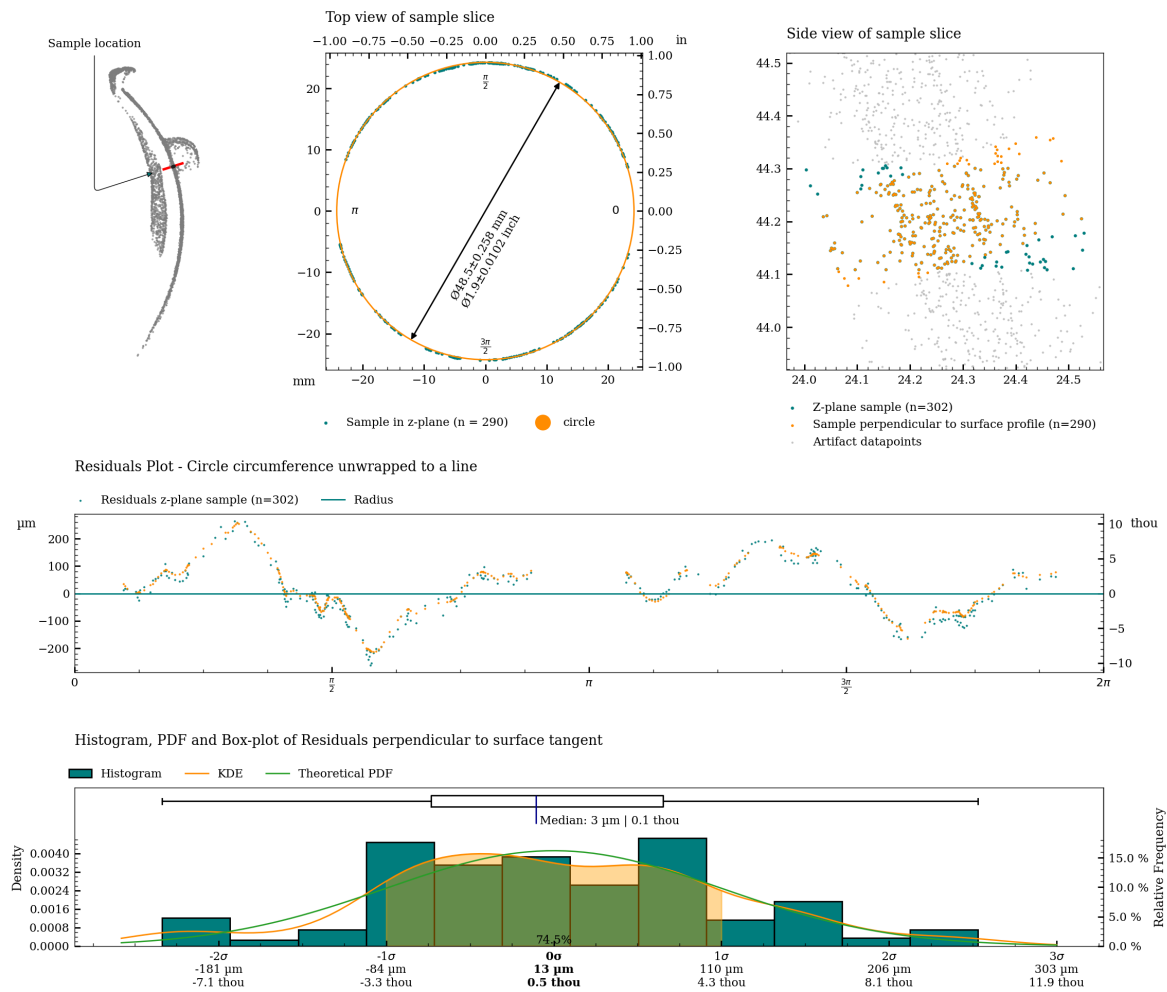 Sample location
Top view of sample slice
−1.00 −0.75 −0.50 −0.25 0.00 0.25 0.50 0.75 1.00 in
20
10
0
−10
−20
mm
−20 −10 0 10 20
1.00
0.75
0.50
0.25
0.00
−0.25
−0.50
−0.75
−1.00
π/2
π
0
3π/2
Ø48.5±0.258 mm
Ø1.9±0.0102 inch
Sample in z-plane (n = 290)
circle
Side view of sample slice
44.5
44.4
44.3
44.2
44.1
44.0
24.0 24.1 24.2 24.3 24.4 24.5
Z-plane sample (n=302)
Sample perpendicular to surface profile (n=290)
Artifact datapoints
Residuals Plot - Circle circumference unwrapped to a line
Residuals z-plane sample (n=302)
Radius
µm
200
100
0
−100
−200
10 thou
5
0
−5
−10
0 π/2 π 3π/2 2π
Histogram, PDF and Box-plot of Residuals perpendicular to surface tangent
Histogram
KDE
Theoretical PDF
Median: 3 µm | 0.1 thou
Density
0.0040
0.0032
0.0024
0.0016
0.0008
0.0000
Relative Frequency
15.0 %
10.0 %
5.0 %
0.0 %
74.5%
-2σ -1σ 0σ 1σ 2σ 3σ
-181 µm -84 µm 13 µm 110 µm 206 µm 303 µm
-7.1 thou -3.3 thou 0.5 thou 4.3 thou 8.1 thou 11.9 thou